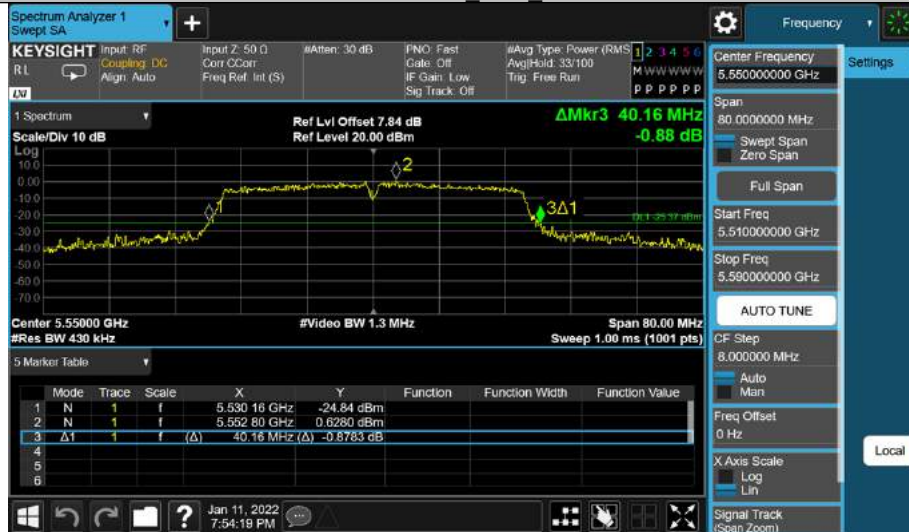 Spectrum Analyzer 1
Swept SA
+
Frequency
KEYSIGHT
RL
LXI
Input: RF
Coupling: DC
Align: Auto
Input Z: 50 Ω
Corr CCorr
Freq Ref: Int (S)
#Atten: 30 dB
PNO: Fast
Gate: Off
IF Gain: Low
Sig Track: Off
#Avg Type: Power (RMS
Avg|Hold: 33/100
Trig: Free Run
1 2 3 4 5 6
M W W W W W
P P P P P P
1 Spectrum
Scale/Div 10 dB
Ref Lvl Offset 7.84 dB
Ref Level 20.00 dBm
ΔMkr3 40.16 MHz
-0.88 dB
Log
10.0
0.00
-10.0
-20.0
-30.0
-40.0
-50.0
-60.0
-70.0
1
2
3Δ1
DL1 -25.37 dBm
Center 5.55000 GHz
#Res BW 430 kHz
#Video BW 1.3 MHz
Span 80.00 MHz
Sweep 1.00 ms (1001 pts)
5 Marker Table
Mode Trace Scale X Y Function Function Width Function Value
1 N 1 f 5.530 16 GHz -24.84 dBm
2 N 1 f 5.552 80 GHz 0.6280 dBm
3 Δ1 1 f (Δ) 40.16 MHz (Δ) -0.8783 dB
4
5
6
?
Jan 11, 2022
7:54:19 PM
Center Frequency
5.550000000 GHz
Span
80.0000000 MHz
Swept Span
Zero Span
Full Span
Start Freq
5.510000000 GHz
Stop Freq
5.590000000 GHz
AUTO TUNE
CF Step
8.000000 MHz
Auto
Man
Freq Offset
0 Hz
X Axis Scale
Log
Lin
Signal Track
(Span Zoom)
Settings
Local